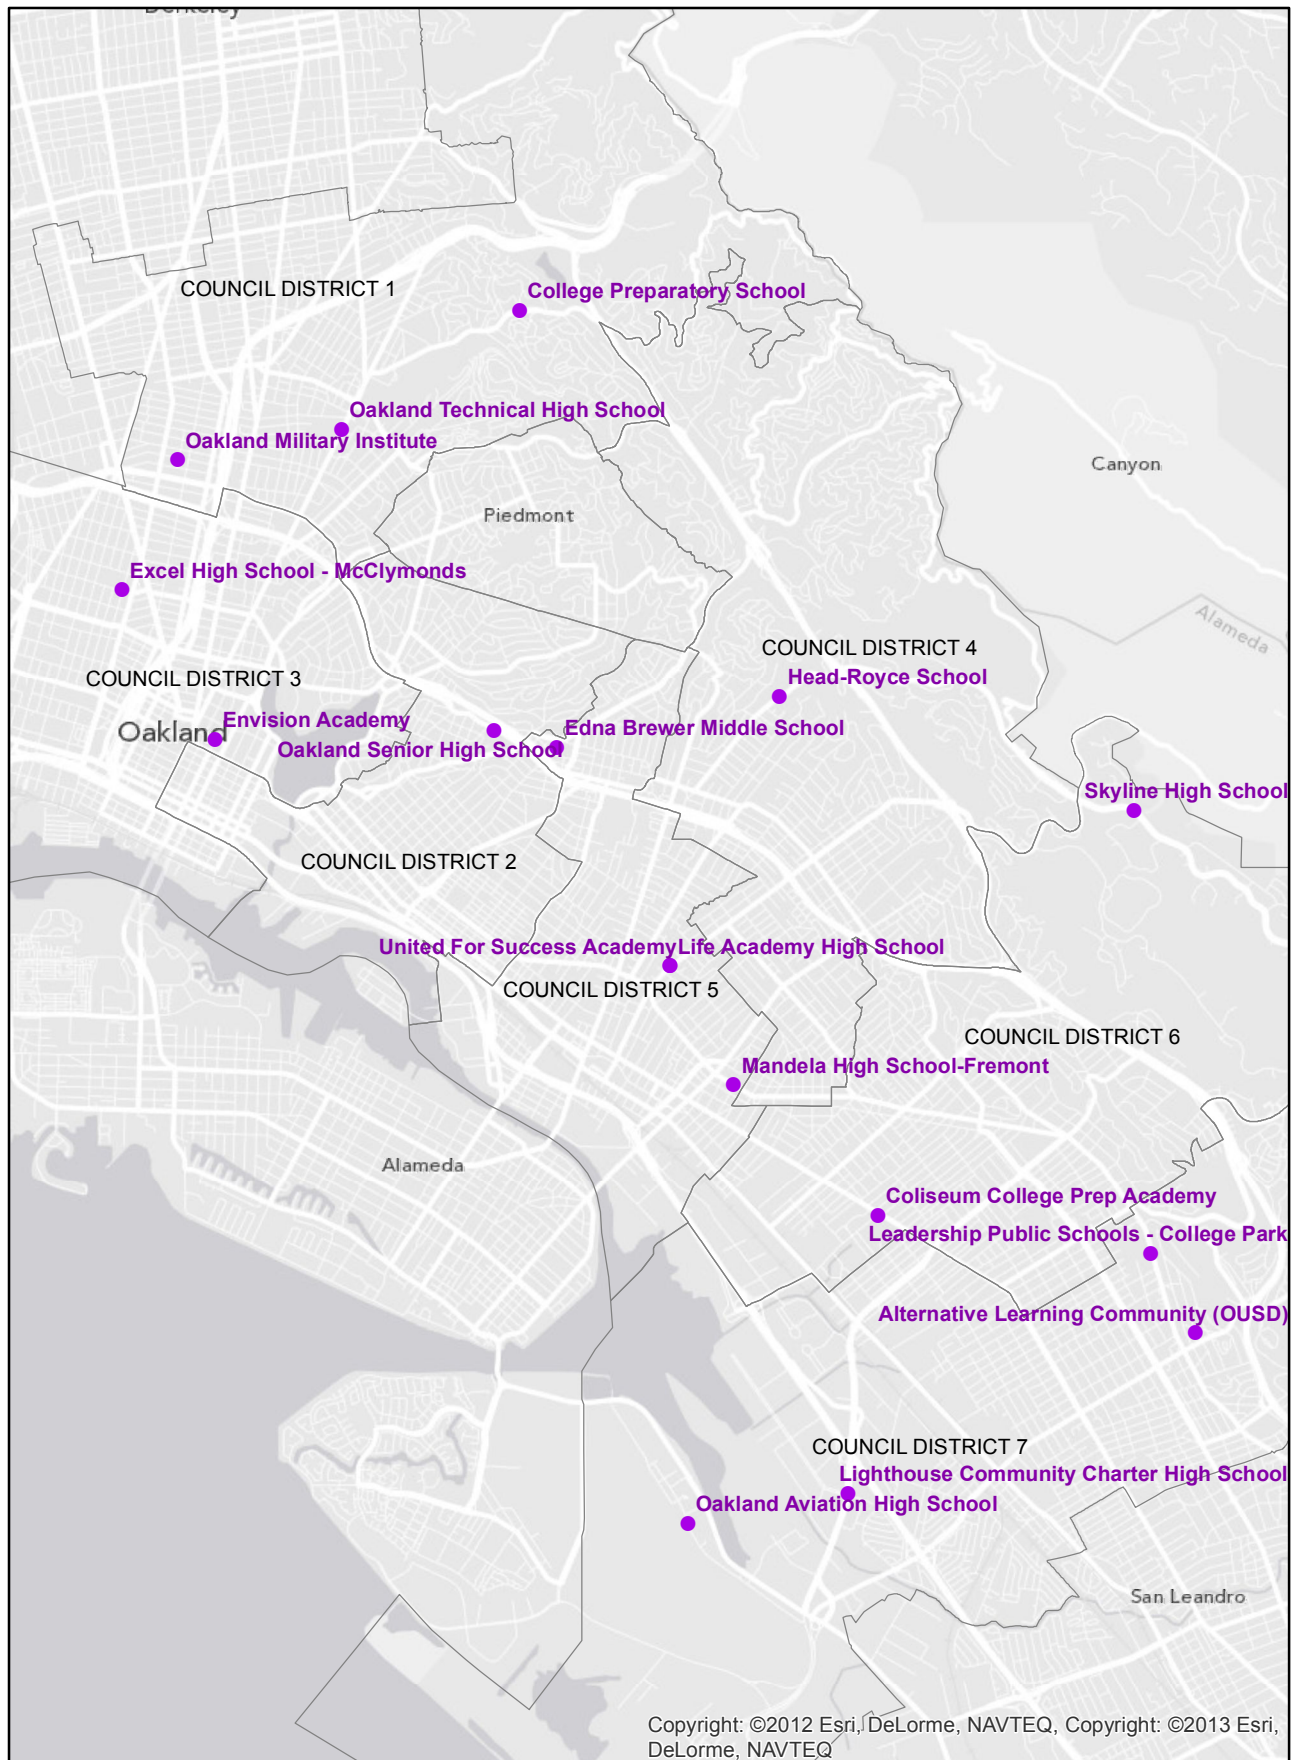 Berkeley
COUNCIL DISTRICT 1
College Preparatory School
Oakland Technical High School
Oakland Military Institute
Canyon
Piedmont
Excel High School - McClymonds
Alameda
COUNCIL DISTRICT 4
COUNCIL DISTRICT 3
Head-Royce School
Oakland
Envision Academy
Edna Brewer Middle School
Oakland Senior High School
Skyline High School
COUNCIL DISTRICT 2
United For Success Academy
Life Academy High School
COUNCIL DISTRICT 5
COUNCIL DISTRICT 6
Mandela High School-Fremont
Alameda
Coliseum College Prep Academy
Leadership Public Schools - College Park
Alternative Learning Community (OUSD)
COUNCIL DISTRICT 7
Lighthouse Community Charter High School
Oakland Aviation High School
San Leandro
Copyright: ©2012 Esri, DeLorme, NAVTEQ, Copyright: ©2013 Esri,
DeLorme, NAVTEQ